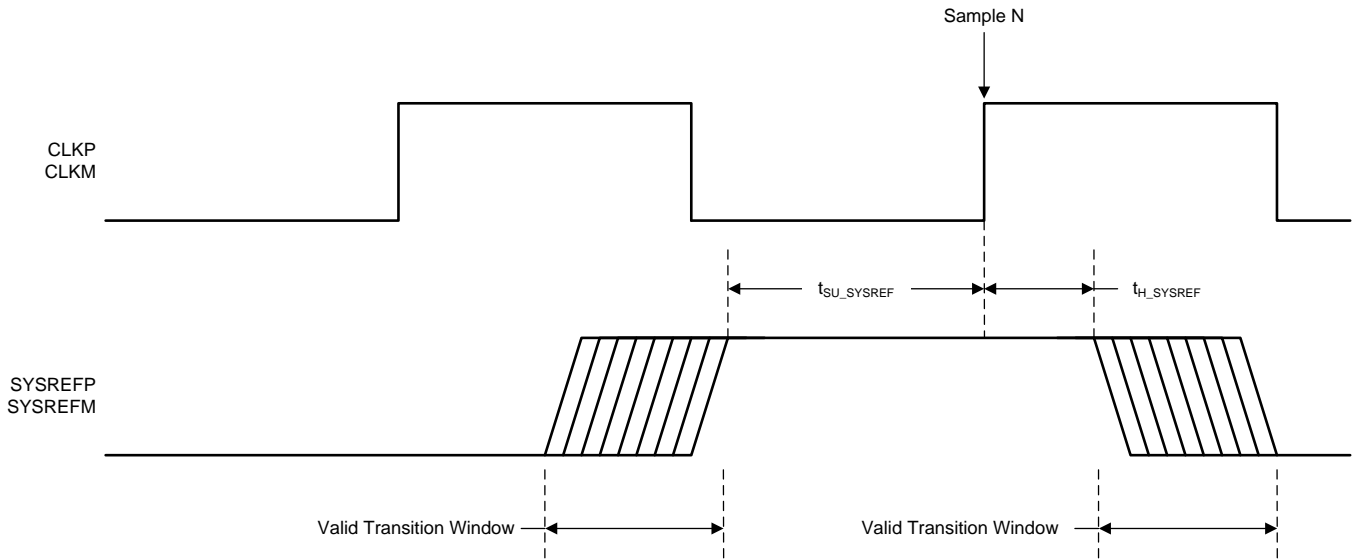 Sample N
CLKP
CLKM
tSU_SYSREF
tH_SYSREF
SYSREFP
SYSREFM
Valid Transition Window
Valid Transition Window